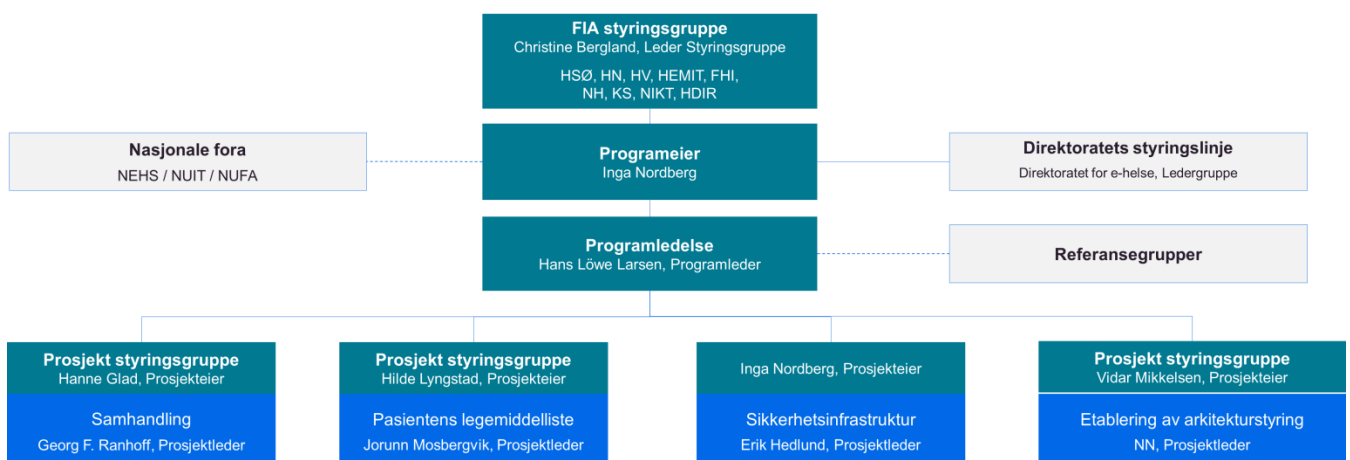 FIA styringsgruppe
Christine Bergland, Leder Styringsgruppe
HSØ, HN, HV, HEMIT, FHI,
NH, KS, NIKT, HDIR
Nasjonale fora
NEHS / NUIT / NUFA
Programeier
Inga Nordberg
Direktoratets styringslinje
Direktoratet for e-helse, Ledergruppe
Programledelse
Hans Löwe Larsen, Programleder
Referansegrupper
Prosjekt styringsgruppe
Hanne Glad, Prosjekteier
Samhandling
Georg F. Ranhoff, Prosjektleder
Prosjekt styringsgruppe
Hilde Lyngstad, Prosjekteier
Pasientens legemiddelliste
Jorunn Mosbergvik, Prosjektleder
Inga Nordberg, Prosjekteier
Sikkerhetsinfrastruktur
Erik Hedlund, Prosjektleder
Prosjekt styringsgruppe
Vidar Mikkelsen, Prosjekteier
Etablering av arkitekturstyring
NN, Prosjektleder